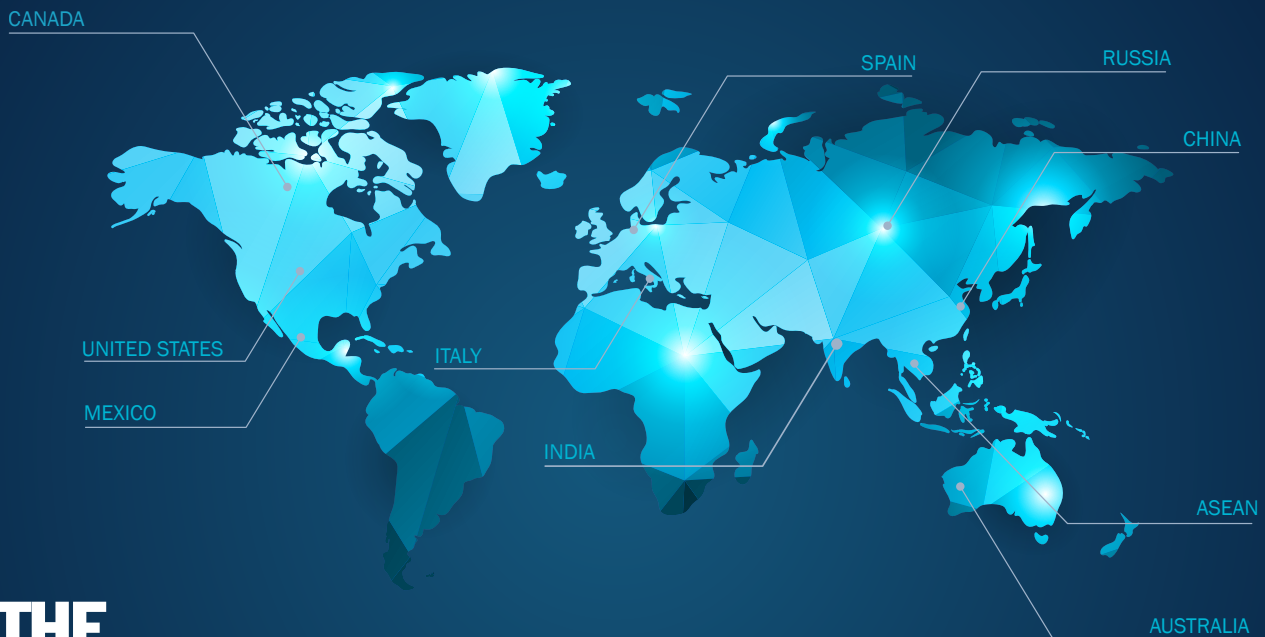 CANADA
SPAIN
RUSSIA
CHINA
UNITED STATES
ITALY
MEXICO
INDIA
ASEAN
AUSTRALIA
THE